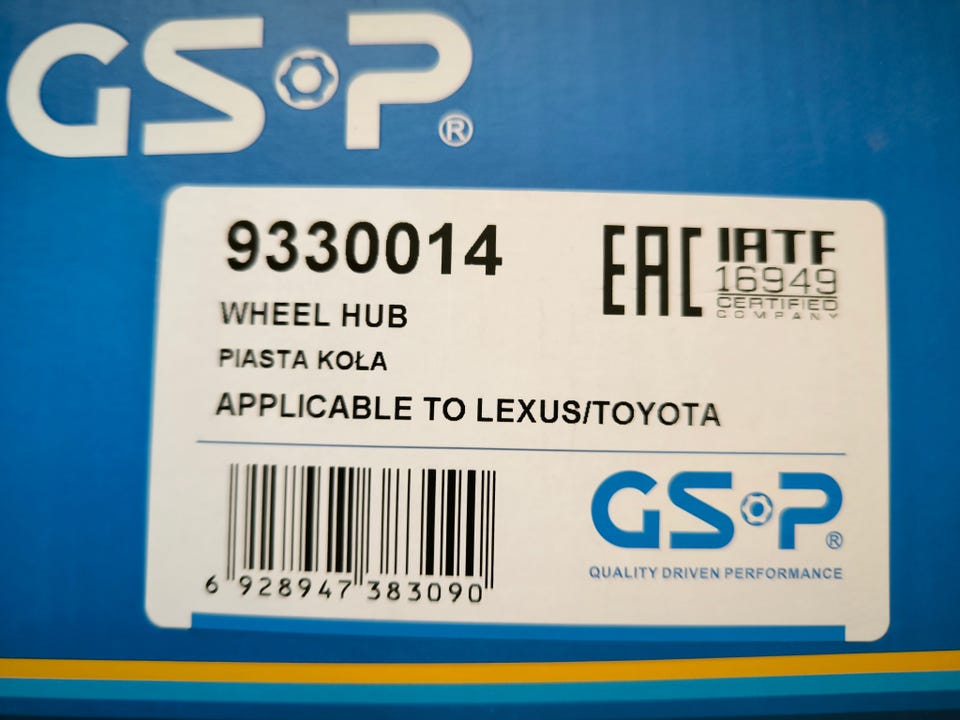 GSP®
9330014
EAC
IATF
16949
CERTIFIED
COMPANY
WHEEL HUB
PIASTA KOŁA
APPLICABLE TO LEXUS/TOYOTA
GSP®
QUALITY DRIVEN PERFORMANCE
6 928947 383090